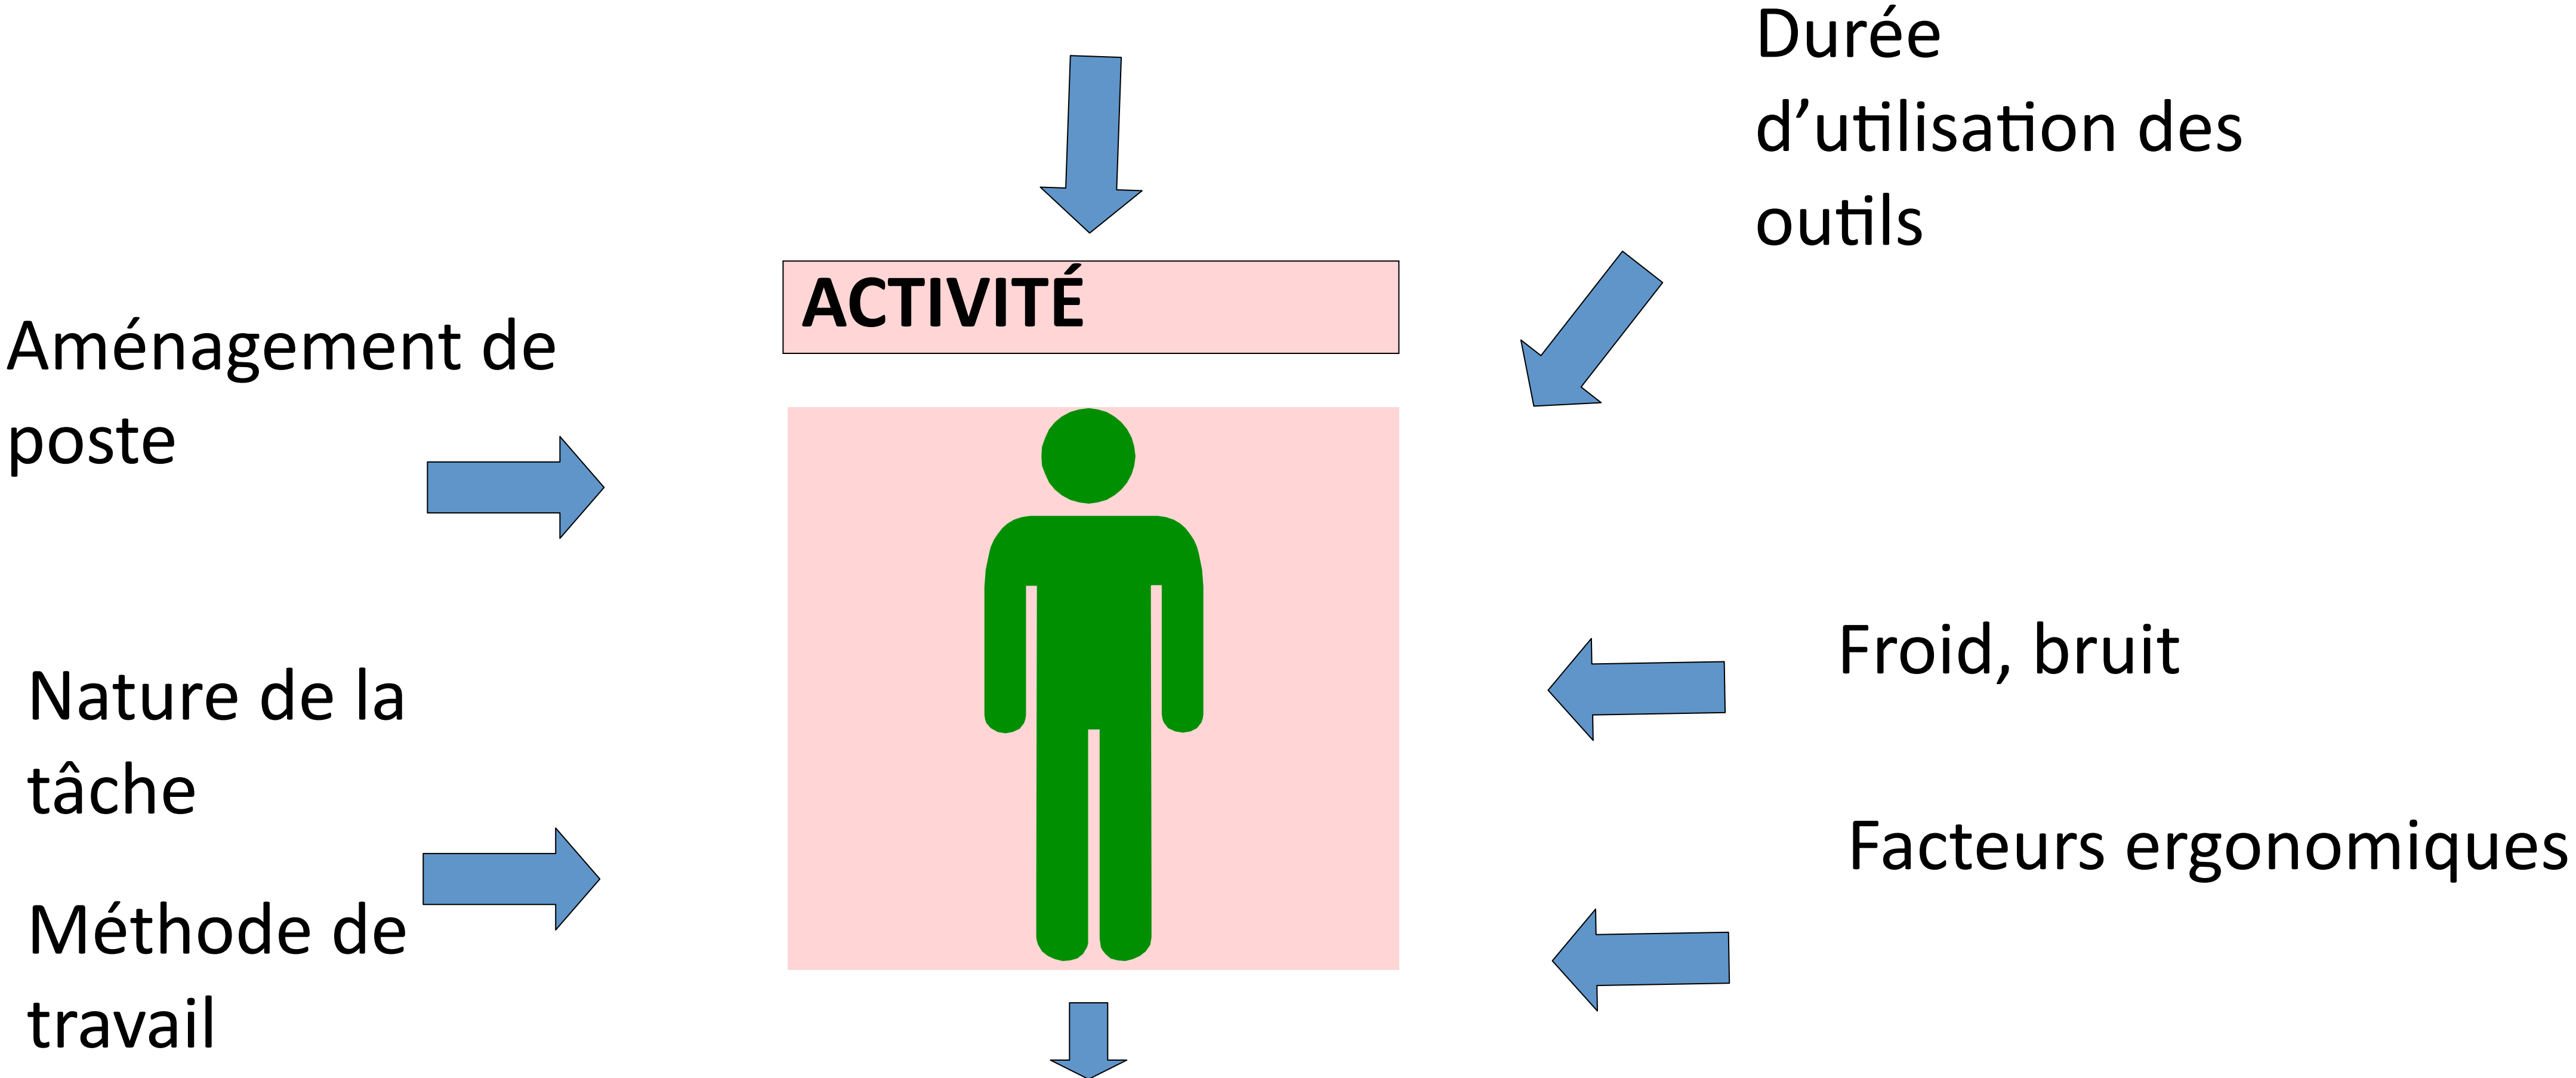 Durée
d’utilisation des
outils
ACTIVITÉ
Aménagement de
poste
Nature de la
tâche
Méthode de
travail
Froid, bruit
Facteurs ergonomiques